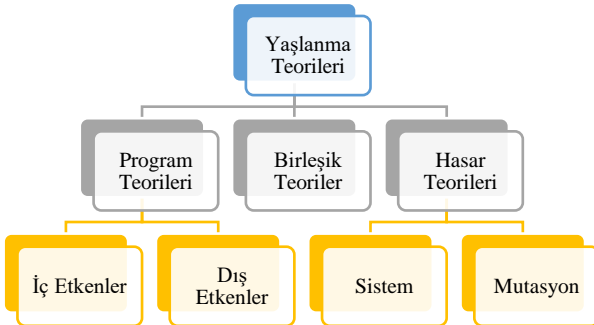 Yaşlanma
Teorileri
Program
Teorileri
Birleşik
Teoriler
Hasar
Teorileri
İç Etkenler
Dış
Etkenler
Sistem
Mutasyon